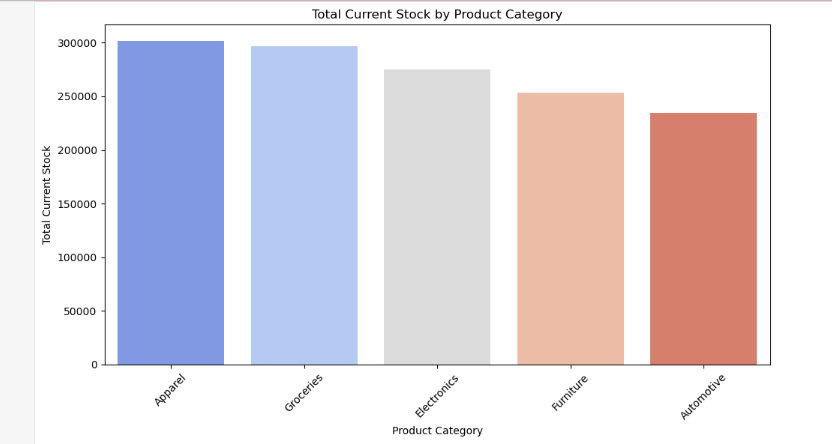 Total Current Stock by Product Category
300000
250000
200000
150000
100000
50000
0
Total Current Stock
Apparel
Groceries
Electronics
Furniture
Automotive
Product Category